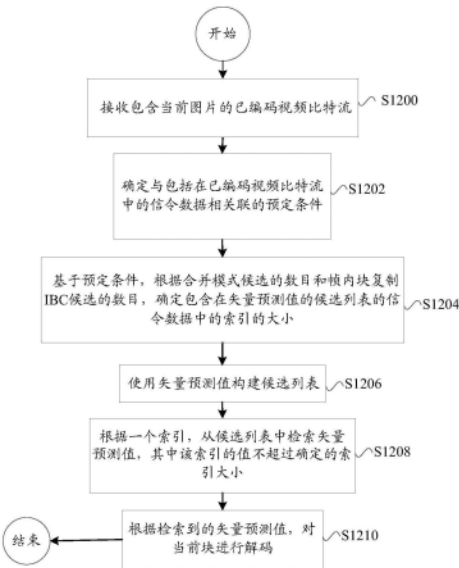 开始
接收包含当前图片的已编码视频比特流
S1200
确定与包括在已编码视频比特流
中的信令数据相关联的预定条件
S1202
基于预定条件，根据合并模式候选的数目和帧内块复制
IBC候选的数目，确定包含在矢量预测值的候选列表的信
令数据中的索引的大小
S1204
使用矢量预测值构建候选列表
S1206
根据一个索引，从候选列表中检索矢量
预测值，其中该索引的值不超过确定的索
引大小
S1208
根据检索到的矢量预测值，对
当前块进行解码
S1210
结束